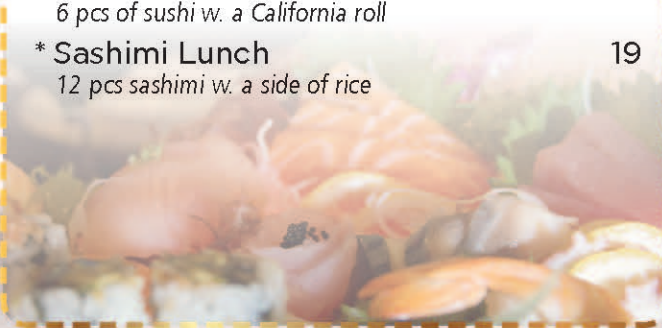 6 pcs of sushi w. a California roll
* Sashimi Lunch 19
12 pcs sashimi w. a side of rice